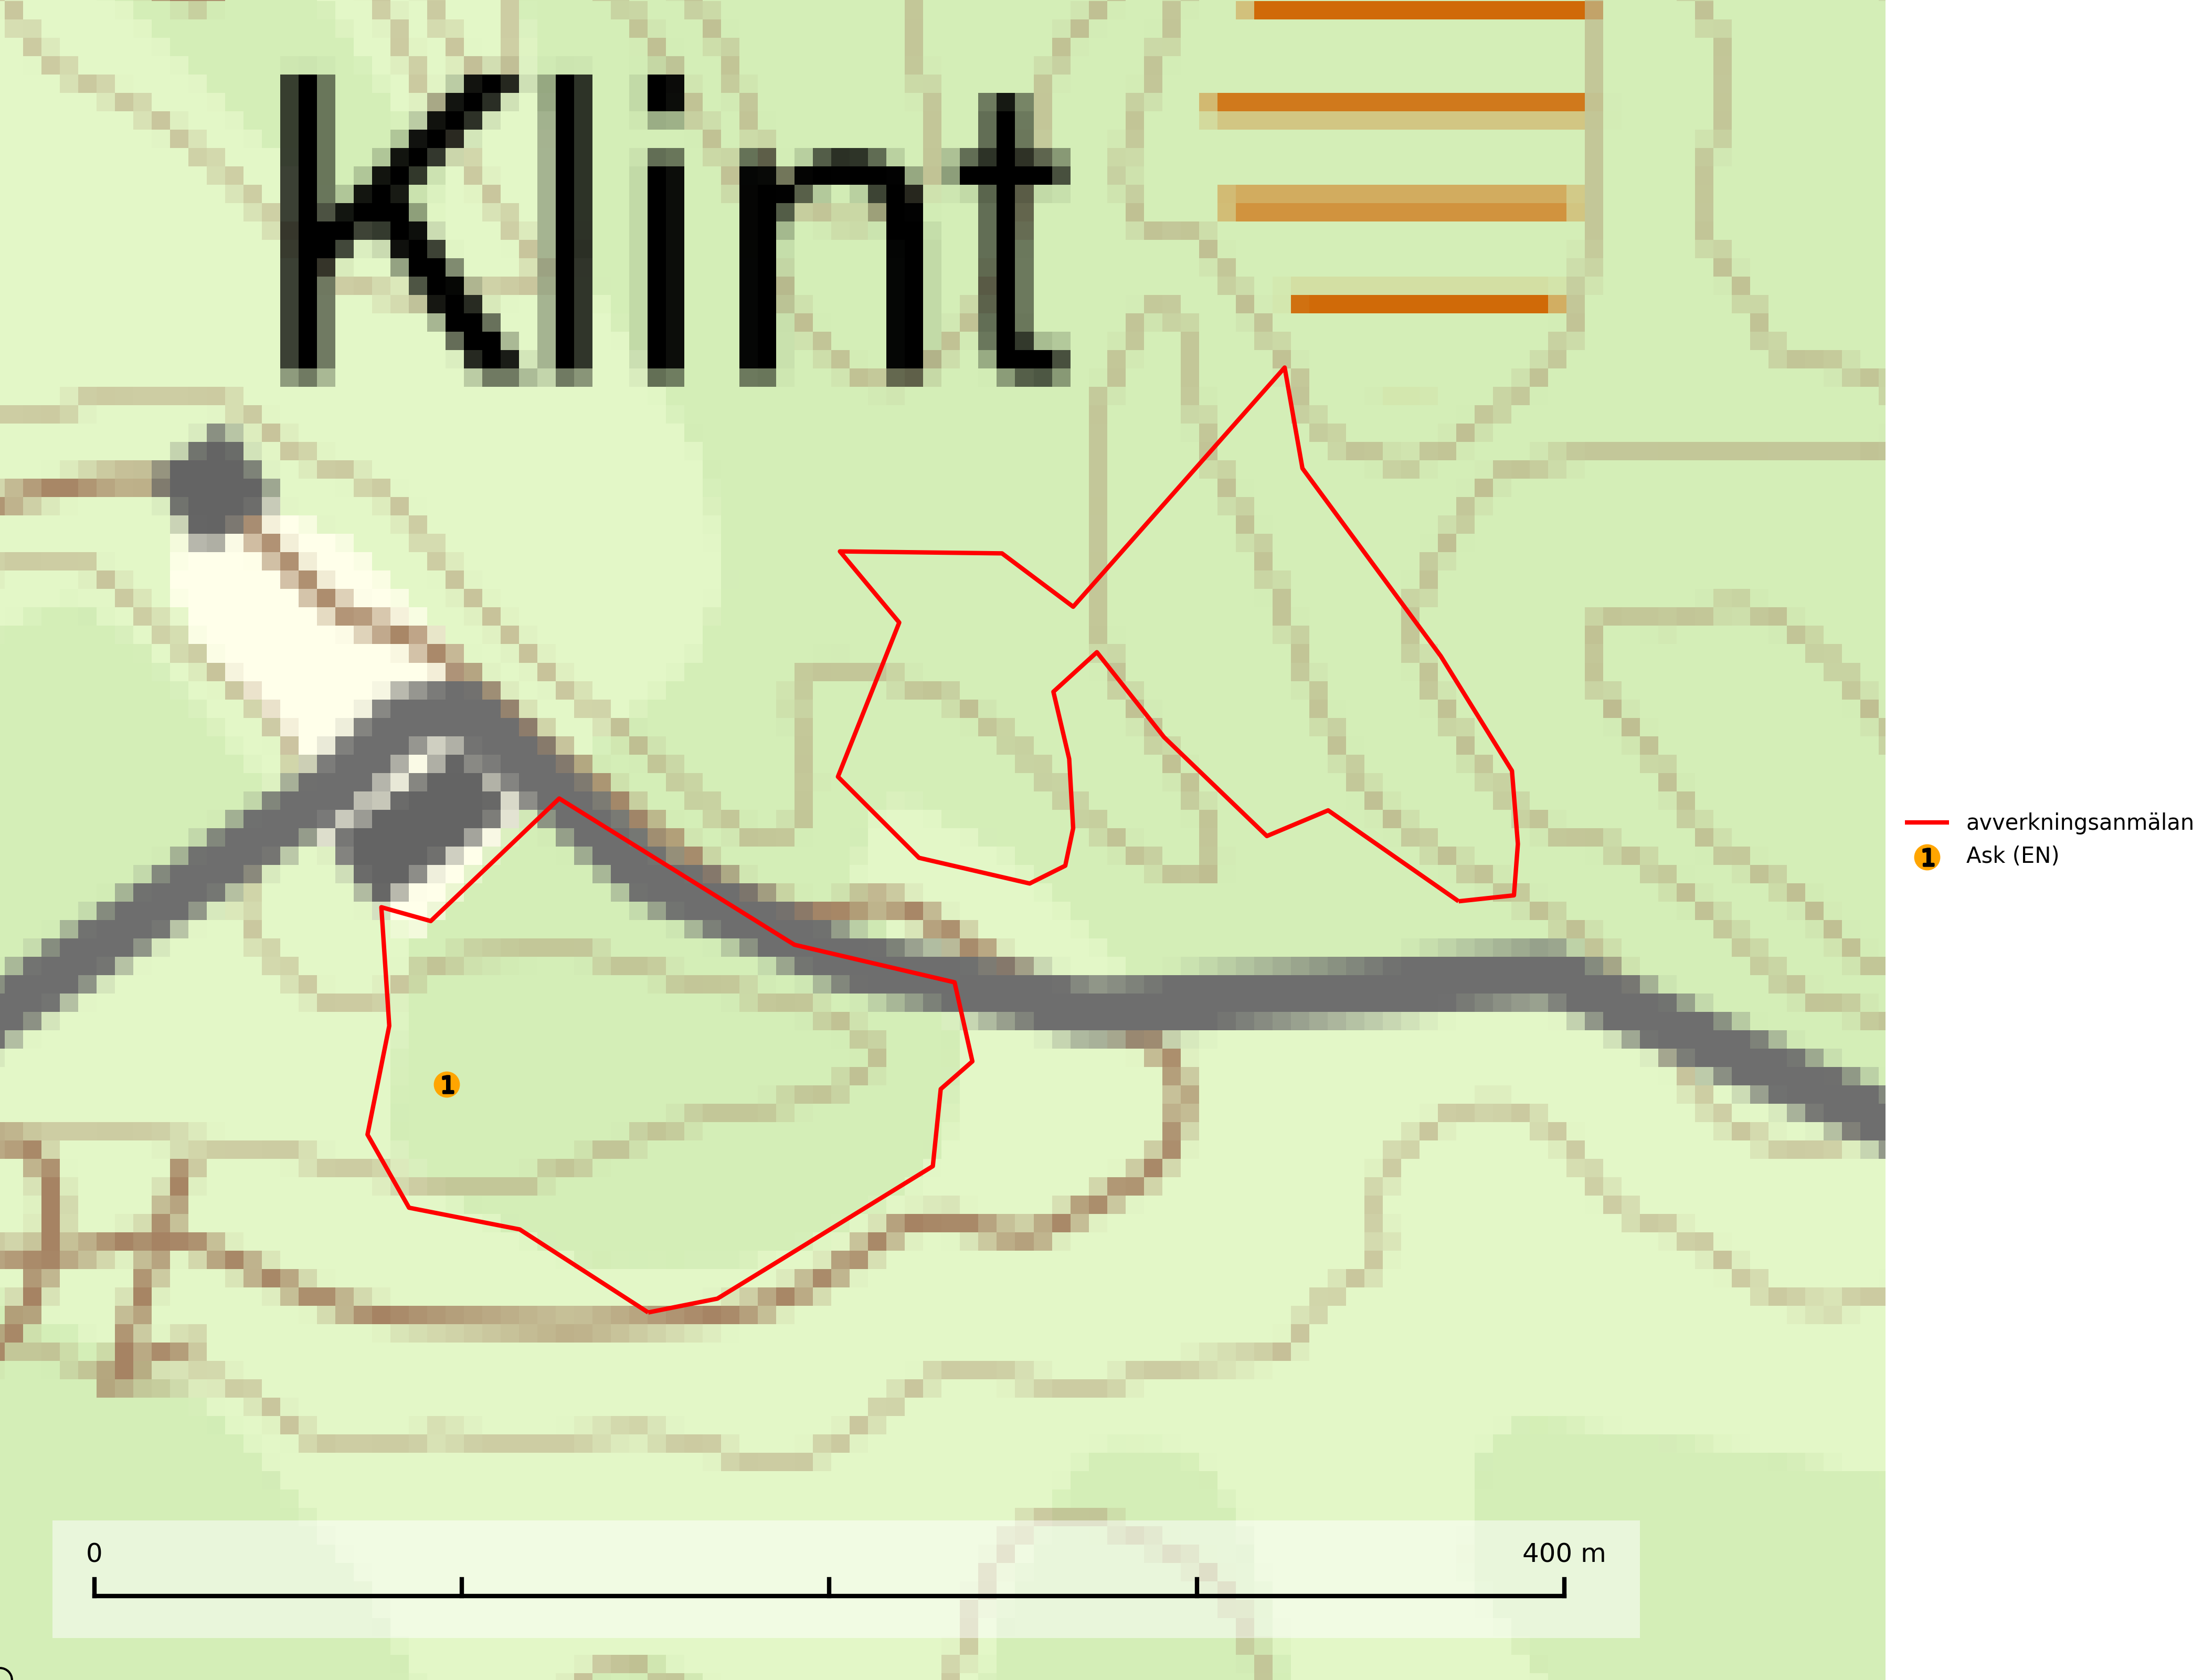 Klint
avverkningsanmälan
1 Ask (EN)
1
0 400 m